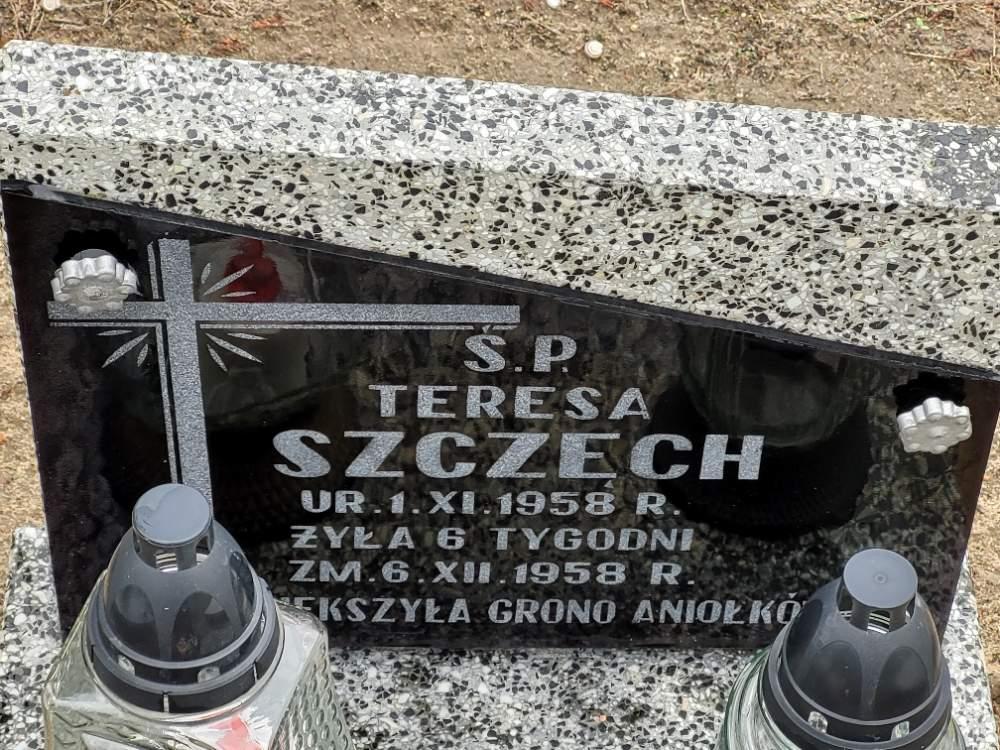 Ś.P.
TERESA
SZCZĘCH
UR.1.XI.1958 R.
ŻYŁA 6 TYGODNI
ZM.6.XII.1958 R.
GRONO